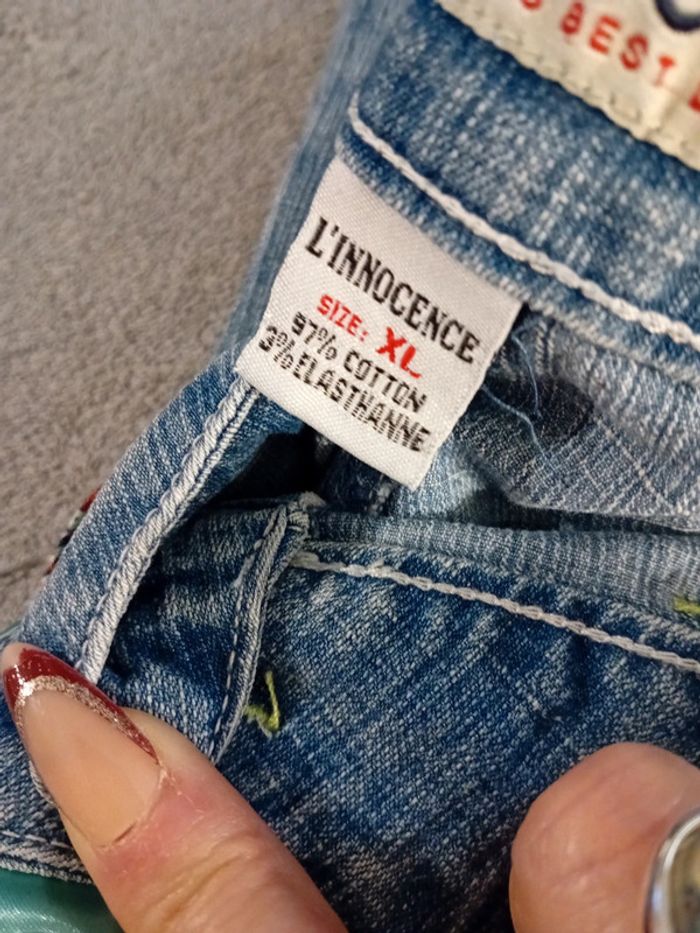 BEST
L'INNOCENCE
SIZE: XL
97% COTTON
3% ELASTHANNE